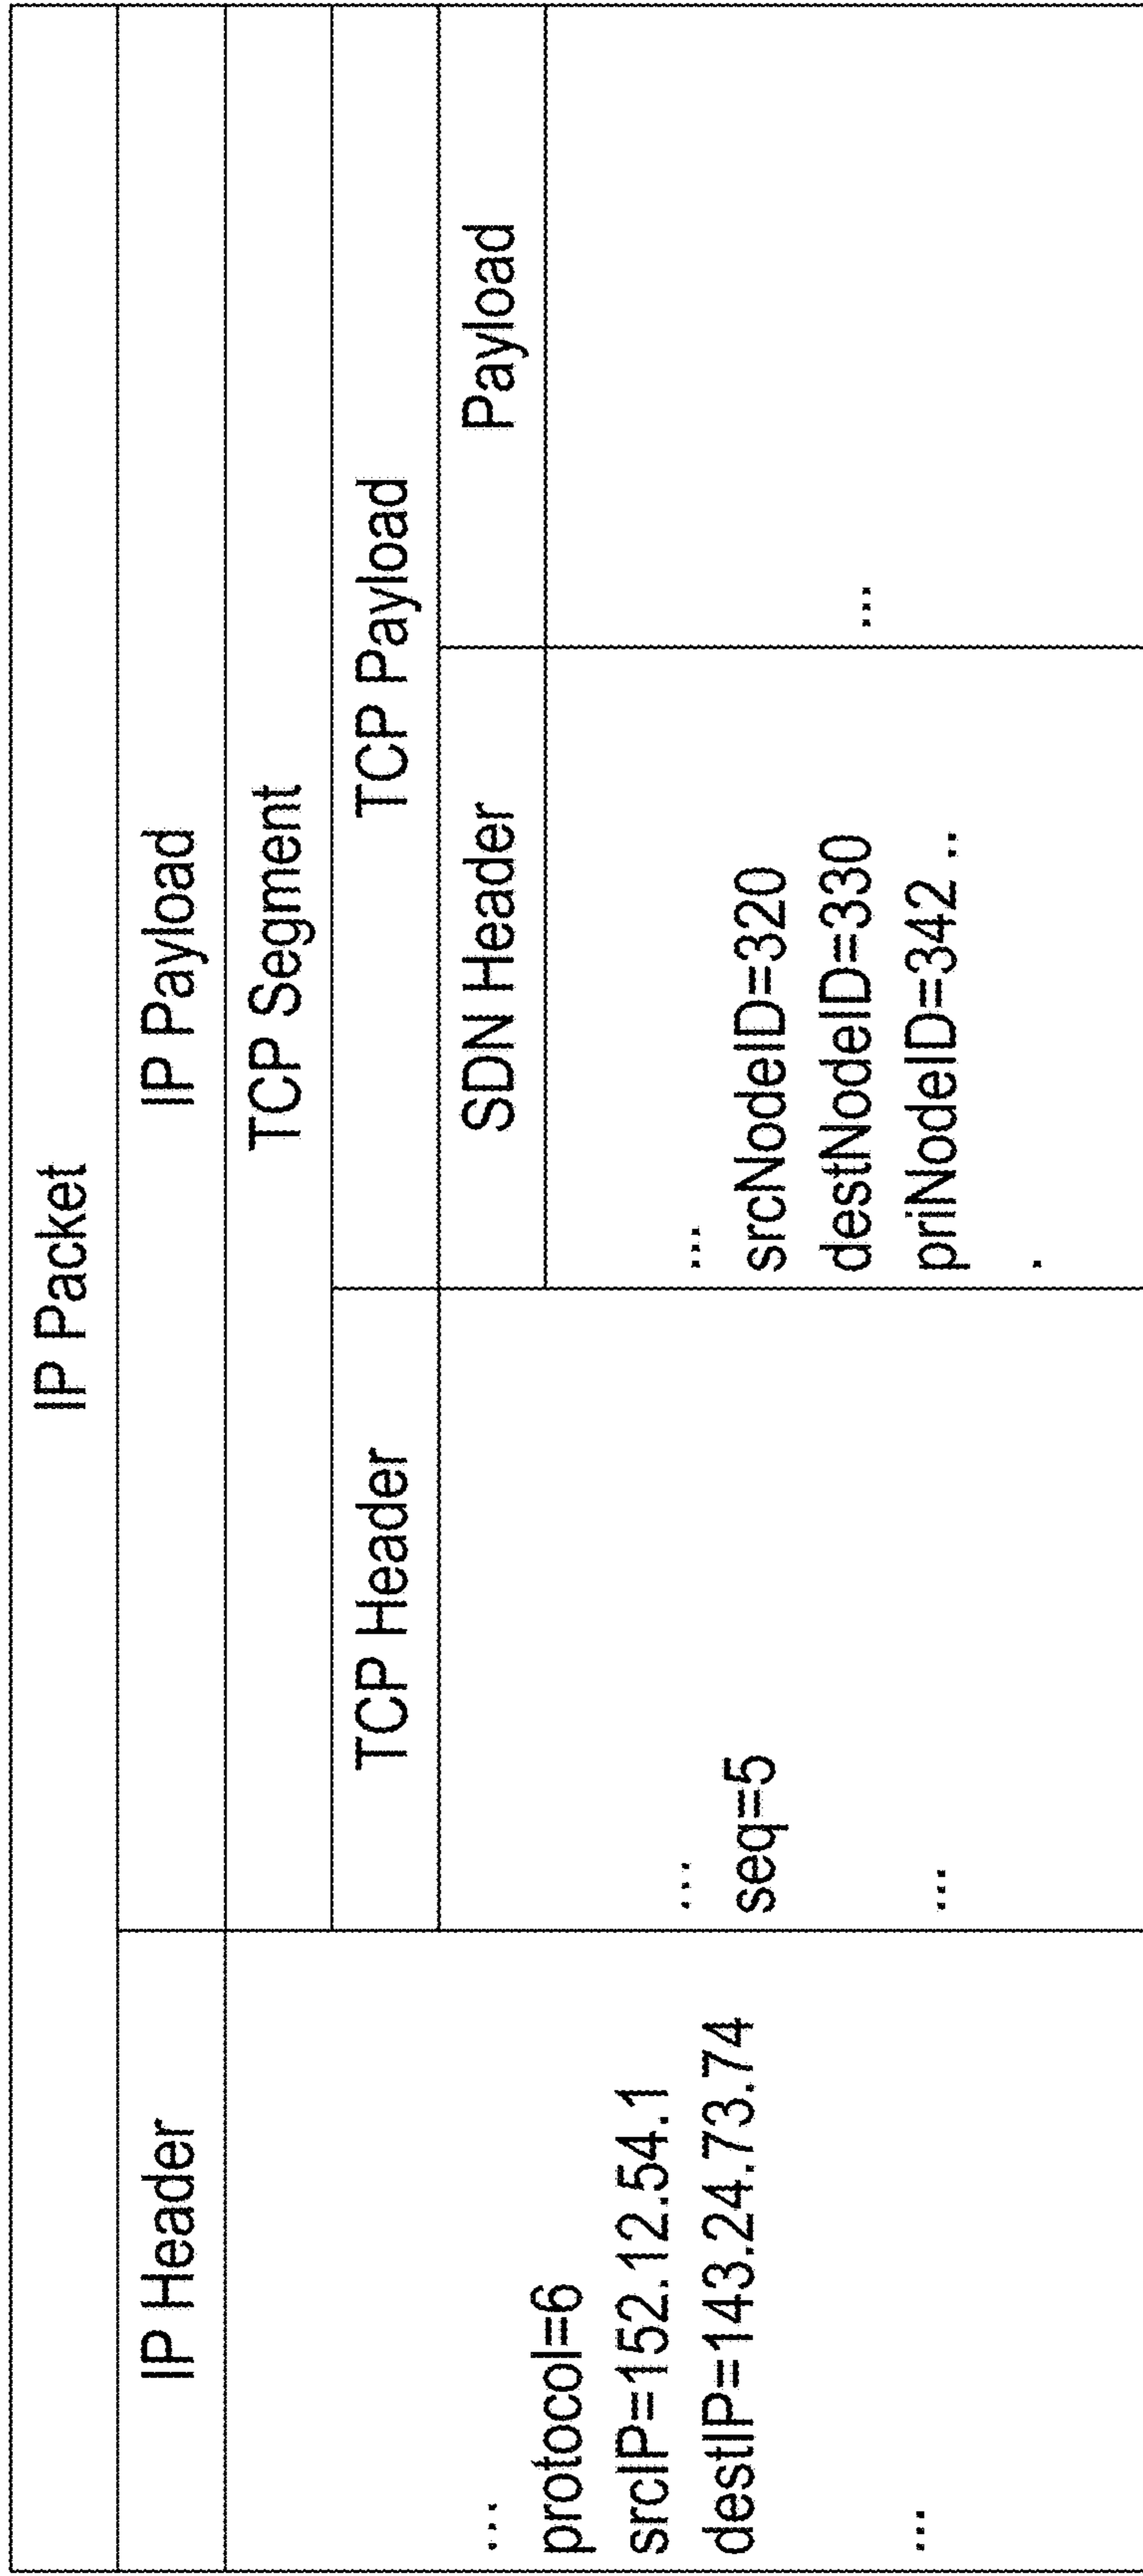 IP Packet
IP Header
IP Payload
TCP Segment
TCP Header
TCP Payload
SDN Header
Payload
...
protocol=6
srcIP=152.12.54.1
destIP=143.24.73.74
...
...
seq=5
...
...
srcNodeID=320
destNodeID=330
priNodeID=342 ..
.
...